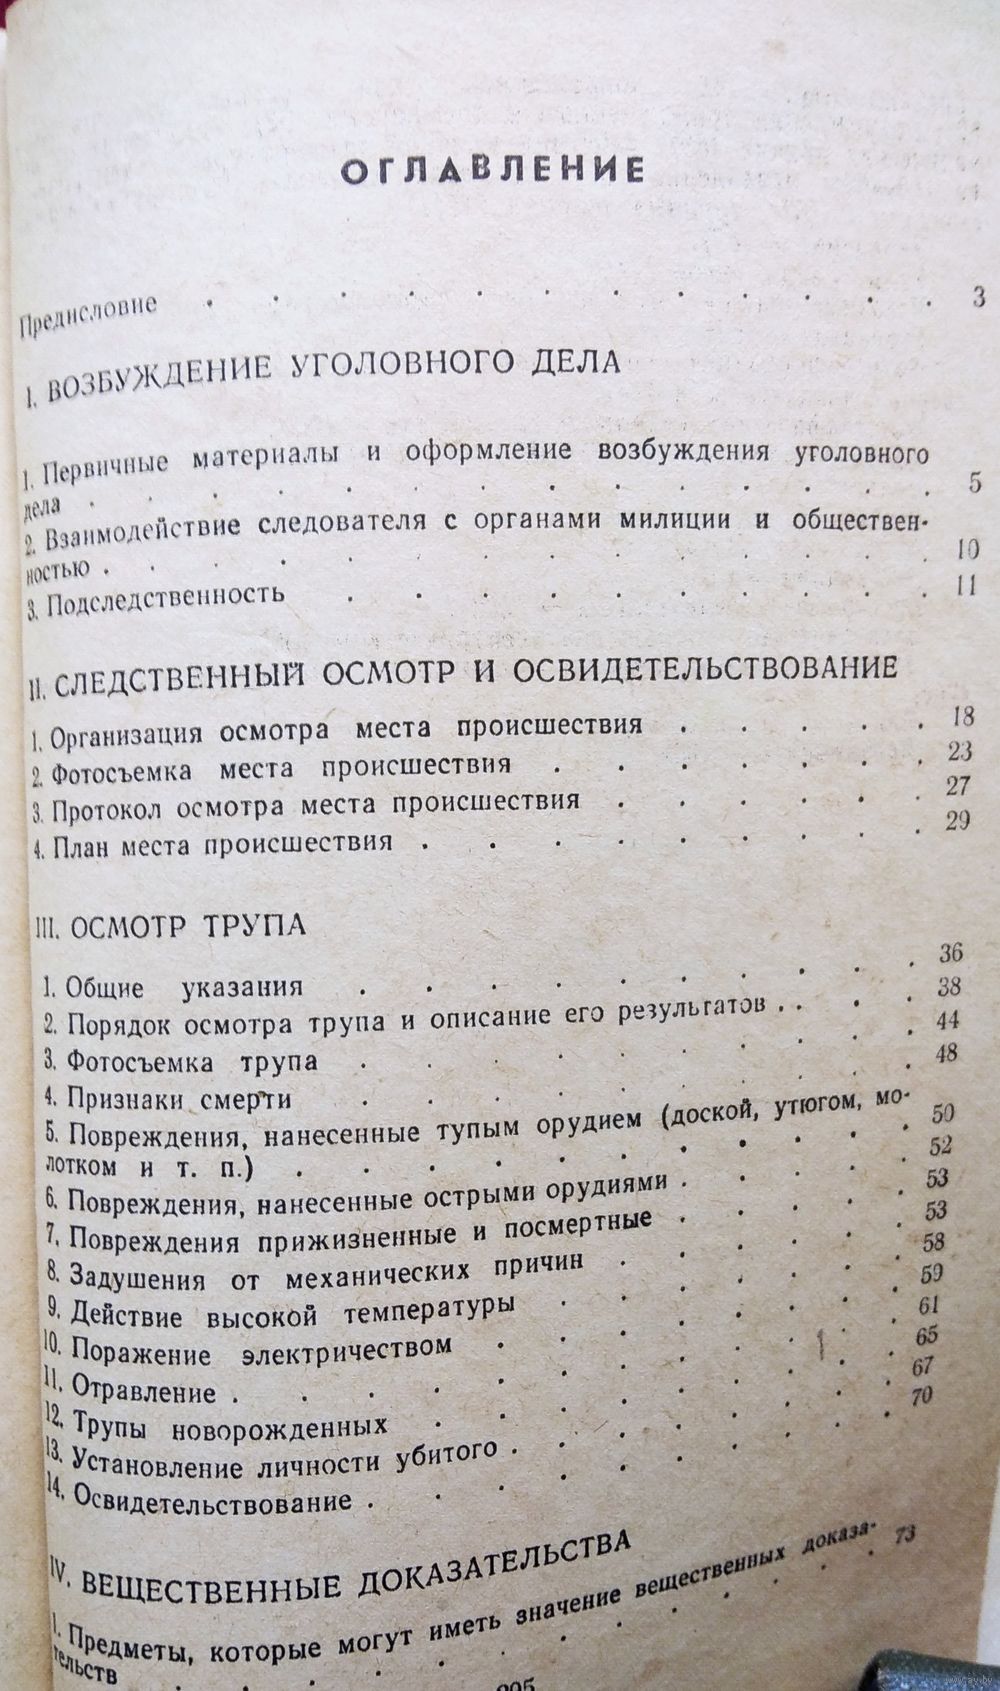 ОГЛАВЛЕНИЕ
Предисловие . . . . . . . . . . . . 3
I. ВОЗБУЖДЕНИЕ УГОЛОВНОГО ДЕЛА
1. Первичные материалы и оформление возбуждения уголовного
дела . . . . . . . . . . . . . 5
2. Взаимодействие следователя с органами милиции и обществен-
ностью . . . . . . . . . . . . . 10
3. Подследственность . . . . . . . . . . 11
II. СЛЕДСТВЕННЫЙ ОСМОТР И ОСВИДЕТЕЛЬСТВОВАНИЕ
1. Организация осмотра места происшествия . . . . . 18
2. Фотосъемка места происшествия . . . . . . . 23
3. Протокол осмотра места происшествия . . . . . . 27
4. План места происшествия . . . . . . . . . 29
III. ОСМОТР ТРУПА
1. Общие указания . . . . . . . . . 36
2. Порядок осмотра трупа и описание его результатов . . . . 38
3. Фотосъемка трупа . . . . . . . . . 44
4. Признаки смерти . . . . . . . . . 48
5. Повреждения, нанесенные тупым орудием (доской, утюгом, мо-
лотком и т. п.) . . . . . . . . . . 50
6. Повреждения, нанесенные острыми орудиями . . . . . 52
7. Повреждения прижизненные и посмертные . . . . . 53
8. Задушения от механических причин . . . . . . 53
9. Действие высокой температуры . . . . . . 58
10. Поражение электричеством . . . . . . . 59
11. Отравление . . . . . . . . . . . 61
12. Трупы новорожденных . . . . . . . . 65
13. Установление личности убитого . . . . . . . 67
14. Освидетельствование . . . . . . . . . 70
IV. ВЕЩЕСТВЕННЫЕ ДОКАЗАТЕЛЬСТВА
1. Предметы, которые могут иметь значение вещественных доказа-
тельств . . . . . . . . . . . . 73